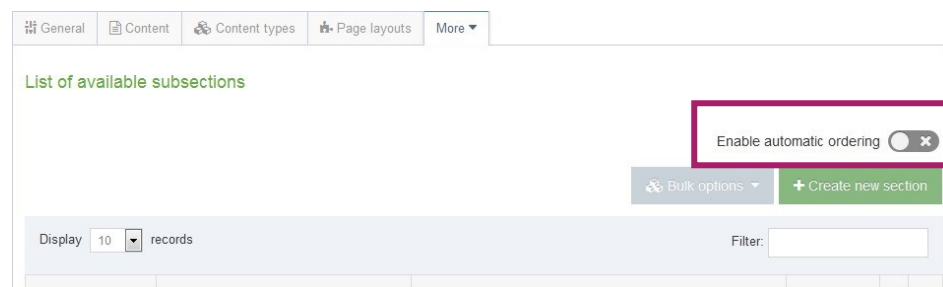 General Content Content types Page layouts More
List of available subsections
Enable automatic ordering
Bulk options + Create new section
Display 10 records Filter: